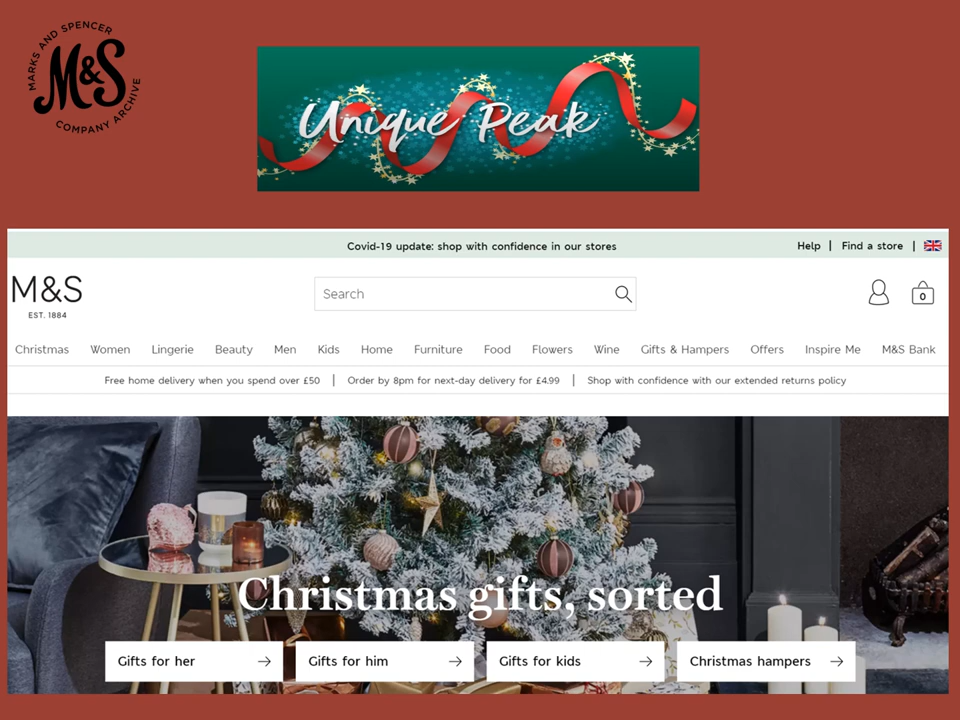 MARKS AND SPENCER
M&S
COMPANY ARCHIVE
Unique Peak
Covid-19 update: shop with confidence in our stores
Help | Find a store |
M&S
EST. 1884
Search
0
Christmas Women Lingerie Beauty Men Kids Home Furniture Food Flowers Wine Gifts & Hampers Offers Inspire Me M&S Bank
Free home delivery when you spend over £50 | Order by 8pm for next-day delivery for £4.99 | Shop with confidence with our extended returns policy
Christmas gifts, sorted
Gifts for her → Gifts for him → Gifts for kids → Christmas hampers →